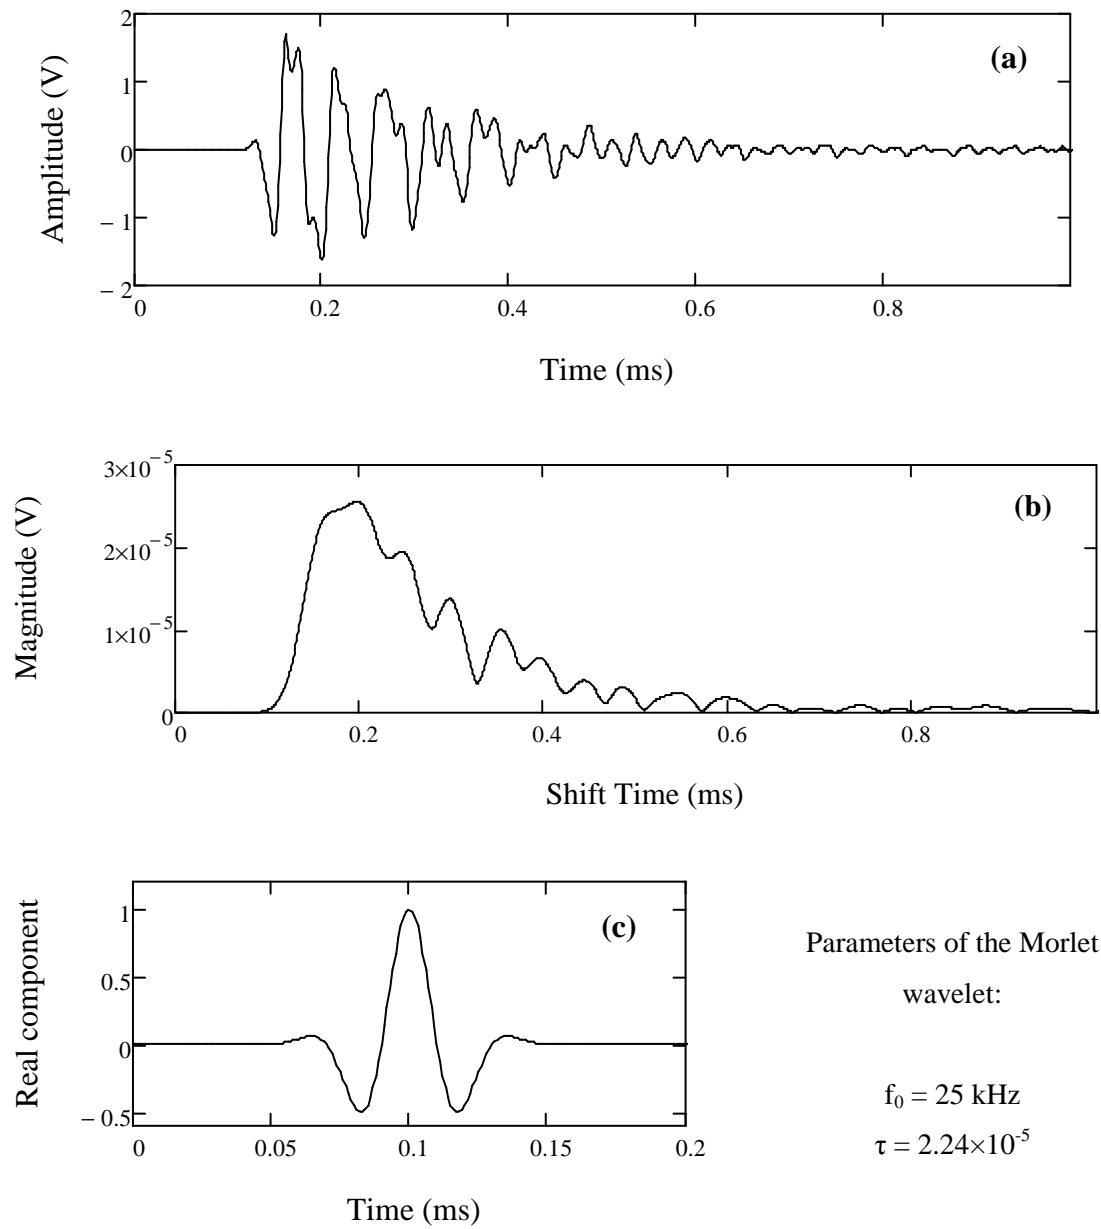 2
1
0
− 1
− 2
Amplitude (V)
(a)
0
0.2
0.4
0.6
0.8
Time (ms)
3×10⁻⁵
2×10⁻⁵
1×10⁻⁵
0
Magnitude (V)
(b)
0
0.2
0.4
0.6
0.8
Shift Time (ms)
1
0.5
0
− 0.5
Real component
(c)
0
0.05
0.1
0.15
0.2
Time (ms)
Parameters of the Morlet
wavelet:
f₀ = 25 kHz
τ = 2.24×10⁻⁵